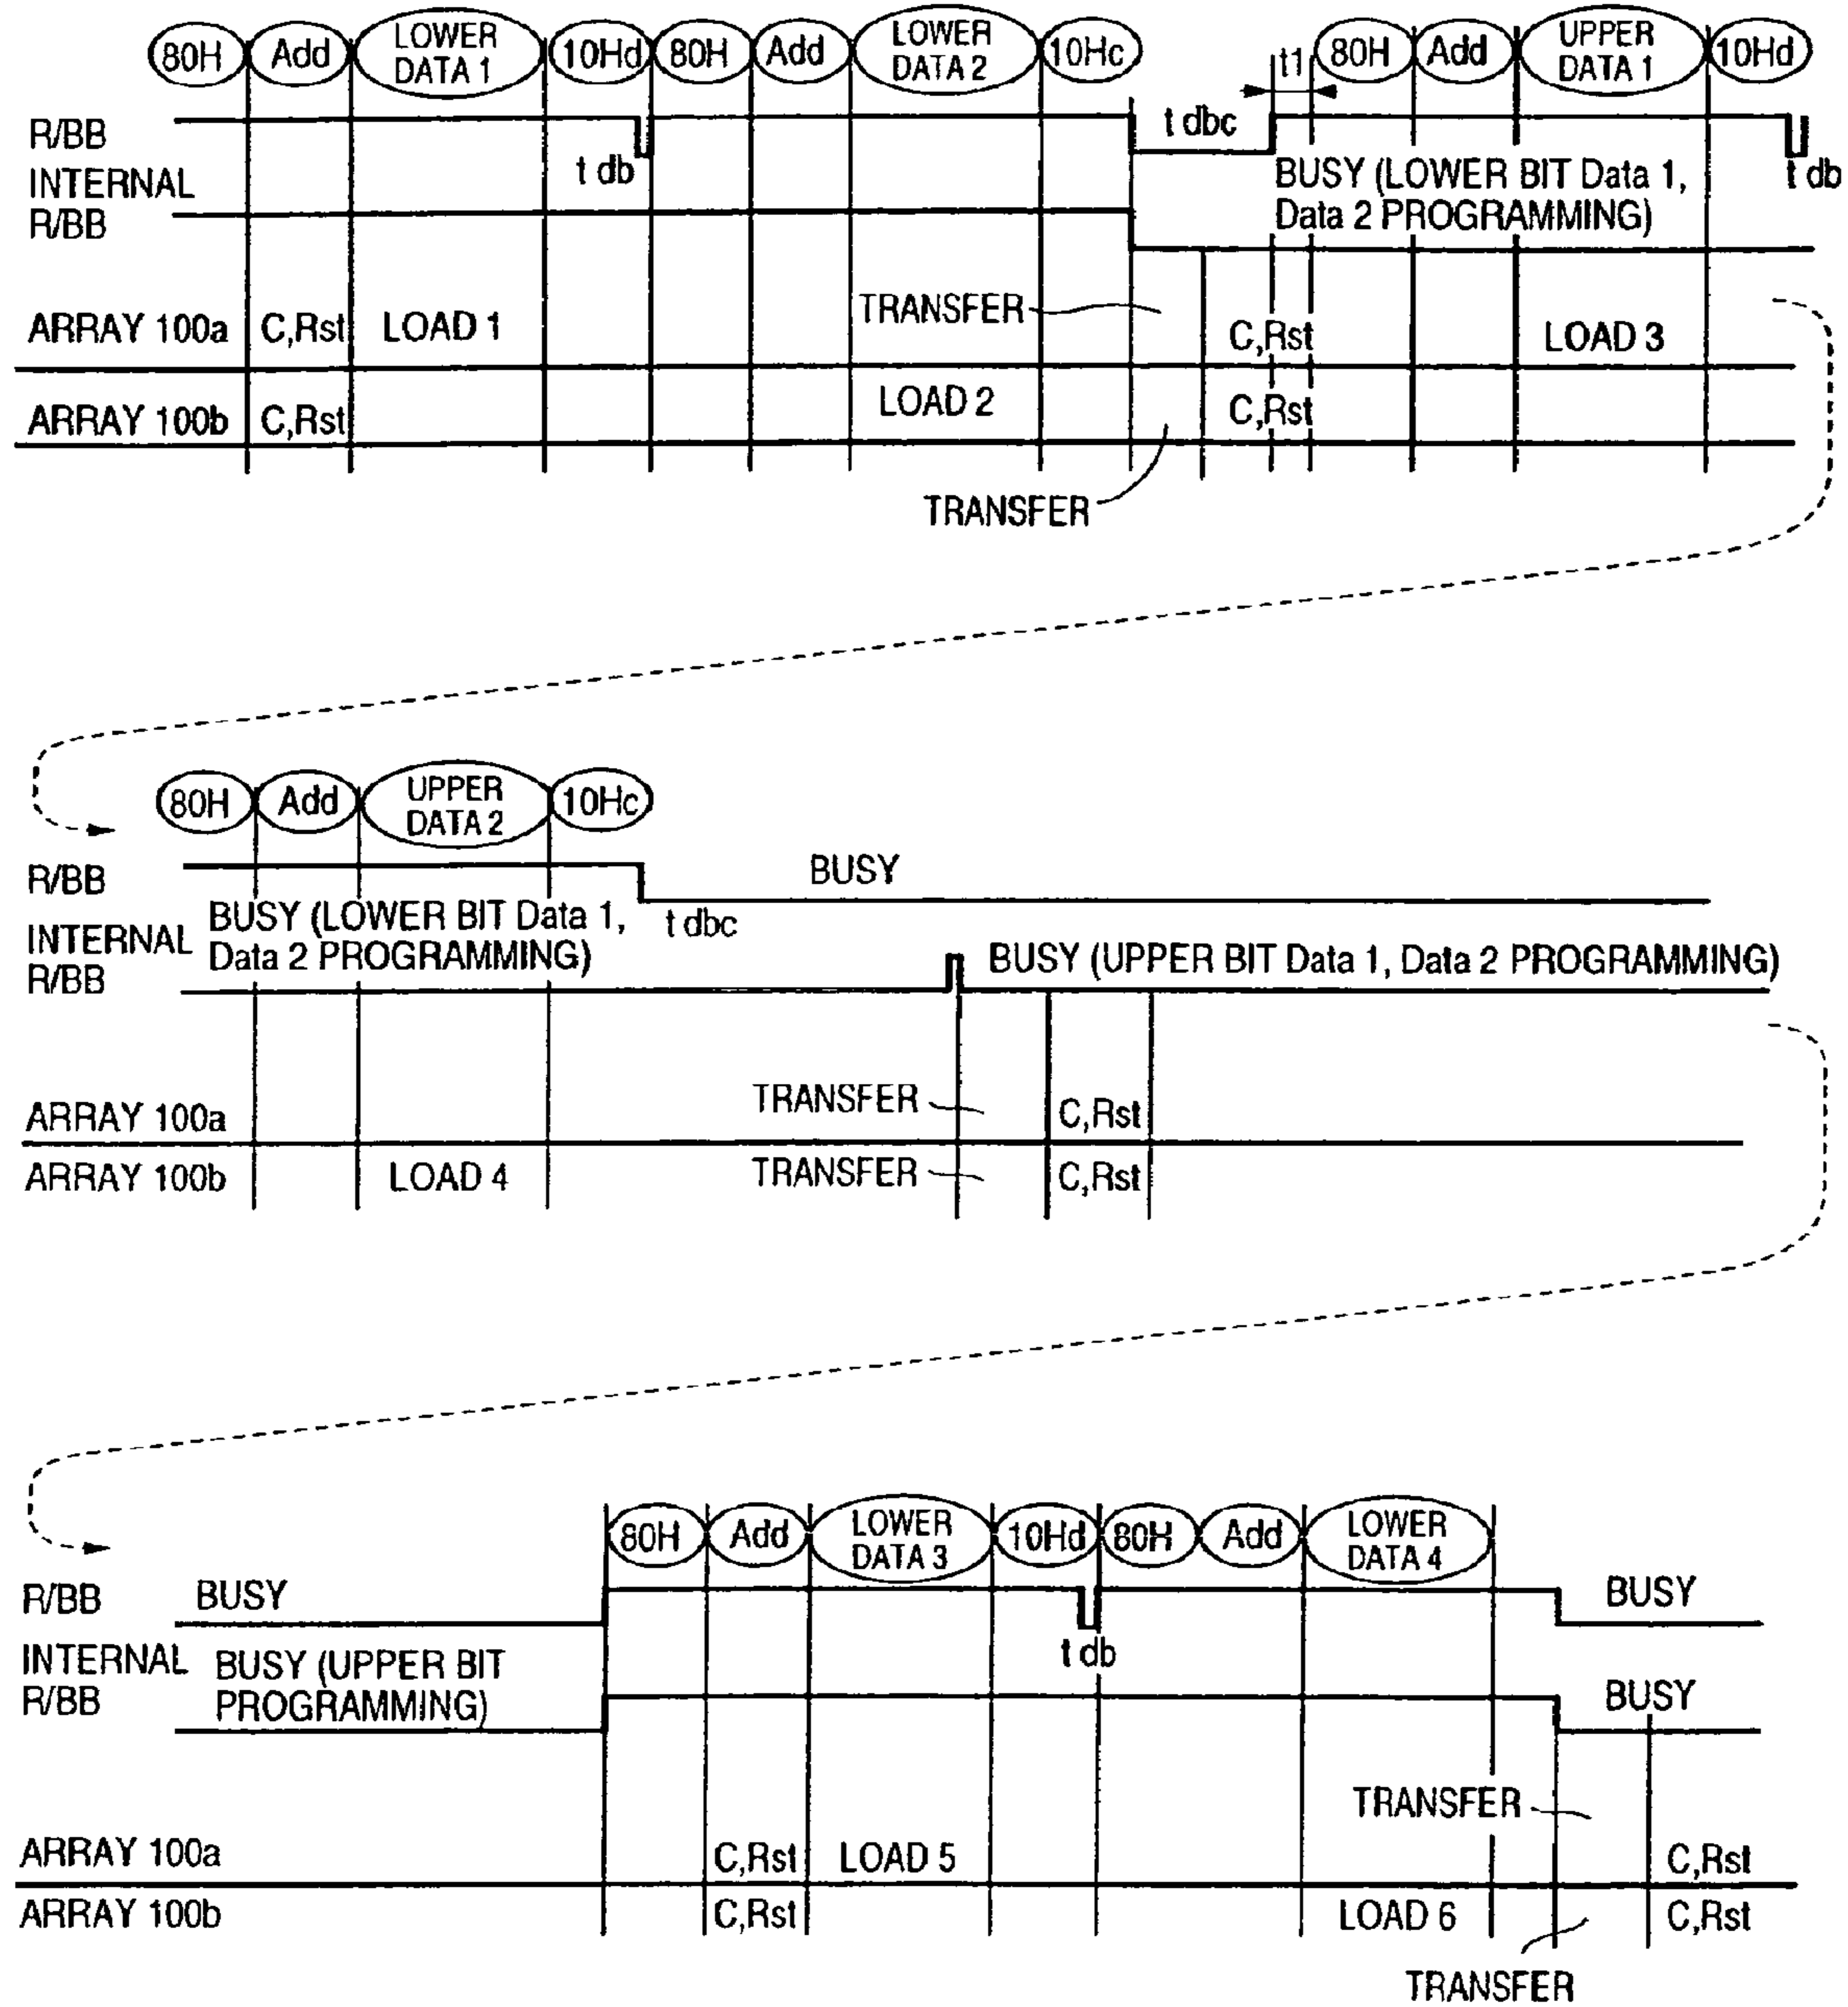 80H Add LOWER DATA 1 10Hd 80H Add LOWER DATA 2 10Hc t1 80H Add UPPER DATA 1 10Hd
R/BB
t db
t dbc
t db
INTERNAL
R/BB
BUSY (LOWER BIT Data 1,
Data 2 PROGRAMMING)
TRANSFER
ARRAY 100a C,Rst LOAD 1 C,Rst LOAD 3
ARRAY 100b C,Rst LOAD 2 C,Rst
TRANSFER
80H Add UPPER DATA 2 10Hc
R/BB
BUSY
t dbc
INTERNAL
R/BB
BUSY (LOWER BIT Data 1,
Data 2 PROGRAMMING)
BUSY (UPPER BIT Data 1, Data 2 PROGRAMMING)
ARRAY 100a TRANSFER C,Rst
ARRAY 100b LOAD 4 TRANSFER C,Rst
80H Add LOWER DATA 3 10Hd 80H Add LOWER DATA 4
R/BB BUSY BUSY
t db
INTERNAL
R/BB
BUSY (UPPER BIT
PROGRAMMING)
BUSY
TRANSFER
ARRAY 100a C,Rst LOAD 5 C,Rst
ARRAY 100b C,Rst LOAD 6 C,Rst
TRANSFER